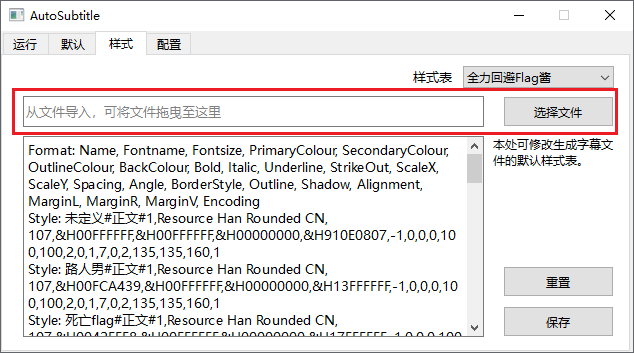 AutoSubtitle
运行 默认 样式 配置
样式表 全力回避Flag酱
从文件导入，可将文件拖曳至这里 选择文件
Format: Name, Fontname, Fontsize, PrimaryColour, SecondaryColour,
OutlineColour, BackColour, Bold, Italic, Underline, StrikeOut, ScaleX,
ScaleY, Spacing, Angle, BorderStyle, Outline, Shadow, Alignment,
MarginL, MarginR, MarginV, Encoding
Style: 未定义#正文#1,Resource Han Rounded CN,
107,&H00FFFFFF,&H00FFFFFF,&H00000000,&H910E0807,-1,0,0,0,10
0,100,2,0,1,7,0,2,135,135,160,1
Style: 路人男#正文#1,Resource Han Rounded CN,
107,&H00FCA439,&H00FFFFFF,&H00000000,&H13FFFFFF,-1,0,0,0,10
0,100,2,0,1,7,0,2,135,135,160,1
Style: 死亡flag#正文#1,Resource Han Rounded CN,
本处可修改生成字幕文
件的默认样式表。
重置
保存